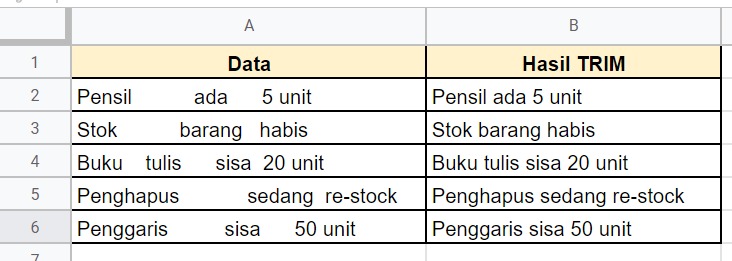 A B
1 Data Hasil TRIM
2 Pensil ada 5 unit Pensil ada 5 unit
3 Stok barang habis Stok barang habis
4 Buku tulis sisa 20 unit Buku tulis sisa 20 unit
5 Penghapus sedang re-stock Penghapus sedang re-stock
6 Penggaris sisa 50 unit Penggaris sisa 50 unit
7